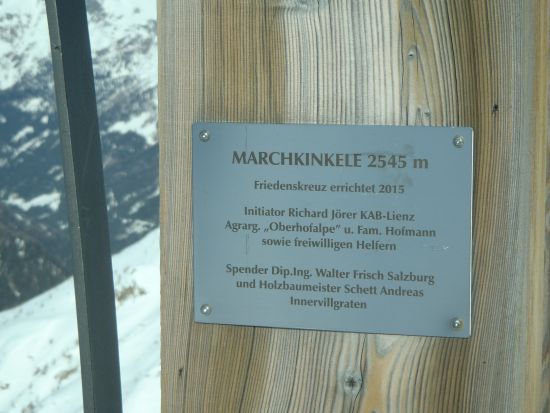 MARCHKINKELE 2545 m
Friedenskreuz errichtet 2015
Initiator Richard Jörer KAB-Lienz
Agrarg. „Oberhofalpe" u. Fam. Hofmann
sowie freiwilligen Helfern
Spender Dip.Ing. Walter Frisch Salzburg
und Holzbaumeister Schett Andreas
Innervillgraten